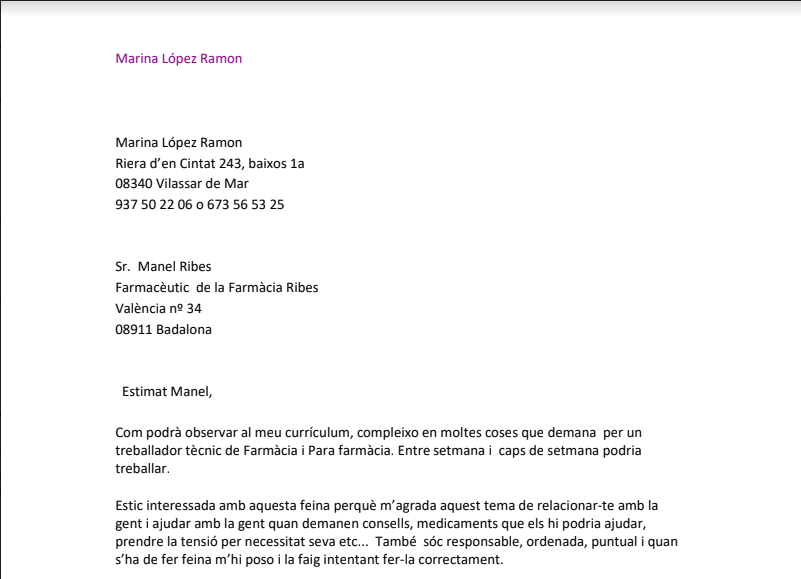 Marina López Ramon
Marina López Ramon
Riera d’en Cintat 243, baixos 1a
08340 Vilassar de Mar
937 50 22 06 o 673 56 53 25
Sr.  Manel Ribes
Farmacèutic  de la Farmàcia Ribes
València nº 34
08911 Badalona
Estimat Manel,
Com podrà observar al meu currículum, compleixo en moltes coses que demana  per un
treballador tècnic de Farmàcia i Para farmàcia. Entre setmana i  caps de setmana podria
treballar.
Estic interessada amb aquesta feina perquè m’agrada aquest tema de relacionar-te amb la
gent i ajudar amb la gent quan demanen consells, medicaments que els hi podria ajudar,
prendre la tensió per necessitat seva etc...  També  sóc responsable, ordenada, puntual i quan
s’ha de fer feina m’hi poso i la faig intentant fer-la correctament.